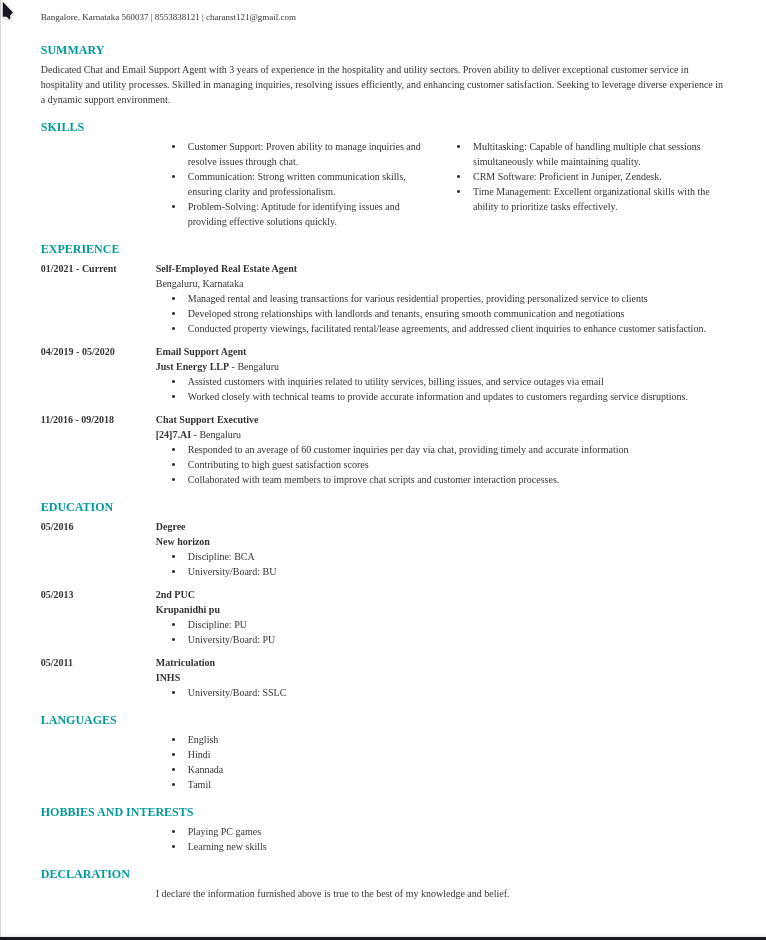 Bangalore, Karnataka 560037 | 8553838121 | charanst121@gmail.com
SUMMARY
Dedicated Chat and Email Support Agent with 3 years of experience in the hospitality and utility sectors. Proven ability to deliver exceptional customer service in
hospitality and utility processes. Skilled in managing inquiries, resolving issues efficiently, and enhancing customer satisfaction. Seeking to leverage diverse experience in
a dynamic support environment.
SKILLS
• Customer Support: Proven ability to manage inquiries and
resolve issues through chat.
• Communication: Strong written communication skills,
ensuring clarity and professionalism.
• Problem-Solving: Aptitude for identifying issues and
providing effective solutions quickly.
• Multitasking: Capable of handling multiple chat sessions
simultaneously while maintaining quality.
• CRM Software: Proficient in Juniper, Zendesk.
• Time Management: Excellent organizational skills with the
ability to prioritize tasks effectively.
EXPERIENCE
01/2021 - Current Self-Employed Real Estate Agent
Bengaluru, Karnataka
• Managed rental and leasing transactions for various residential properties, providing personalized service to clients
• Developed strong relationships with landlords and tenants, ensuring smooth communication and negotiations
• Conducted property viewings, facilitated rental/lease agreements, and addressed client inquiries to enhance customer satisfaction.
04/2019 - 05/2020 Email Support Agent
Just Energy LLP - Bengaluru
• Assisted customers with inquiries related to utility services, billing issues, and service outages via email
• Worked closely with technical teams to provide accurate information and updates to customers regarding service disruptions.
11/2016 - 09/2018 Chat Support Executive
[24]7.AI - Bengaluru
• Responded to an average of 60 customer inquiries per day via chat, providing timely and accurate information
• Contributing to high guest satisfaction scores
• Collaborated with team members to improve chat scripts and customer interaction processes.
EDUCATION
05/2016 Degree
New horizon
• Discipline: BCA
• University/Board: BU
05/2013 2nd PUC
Krupanidhi pu
• Discipline: PU
• University/Board: PU
05/2011 Matriculation
INHS
• University/Board: SSLC
LANGUAGES
• English
• Hindi
• Kannada
• Tamil
HOBBIES AND INTERESTS
• Playing PC games
• Learning new skills
DECLARATION
I declare the information furnished above is true to the best of my knowledge and belief.